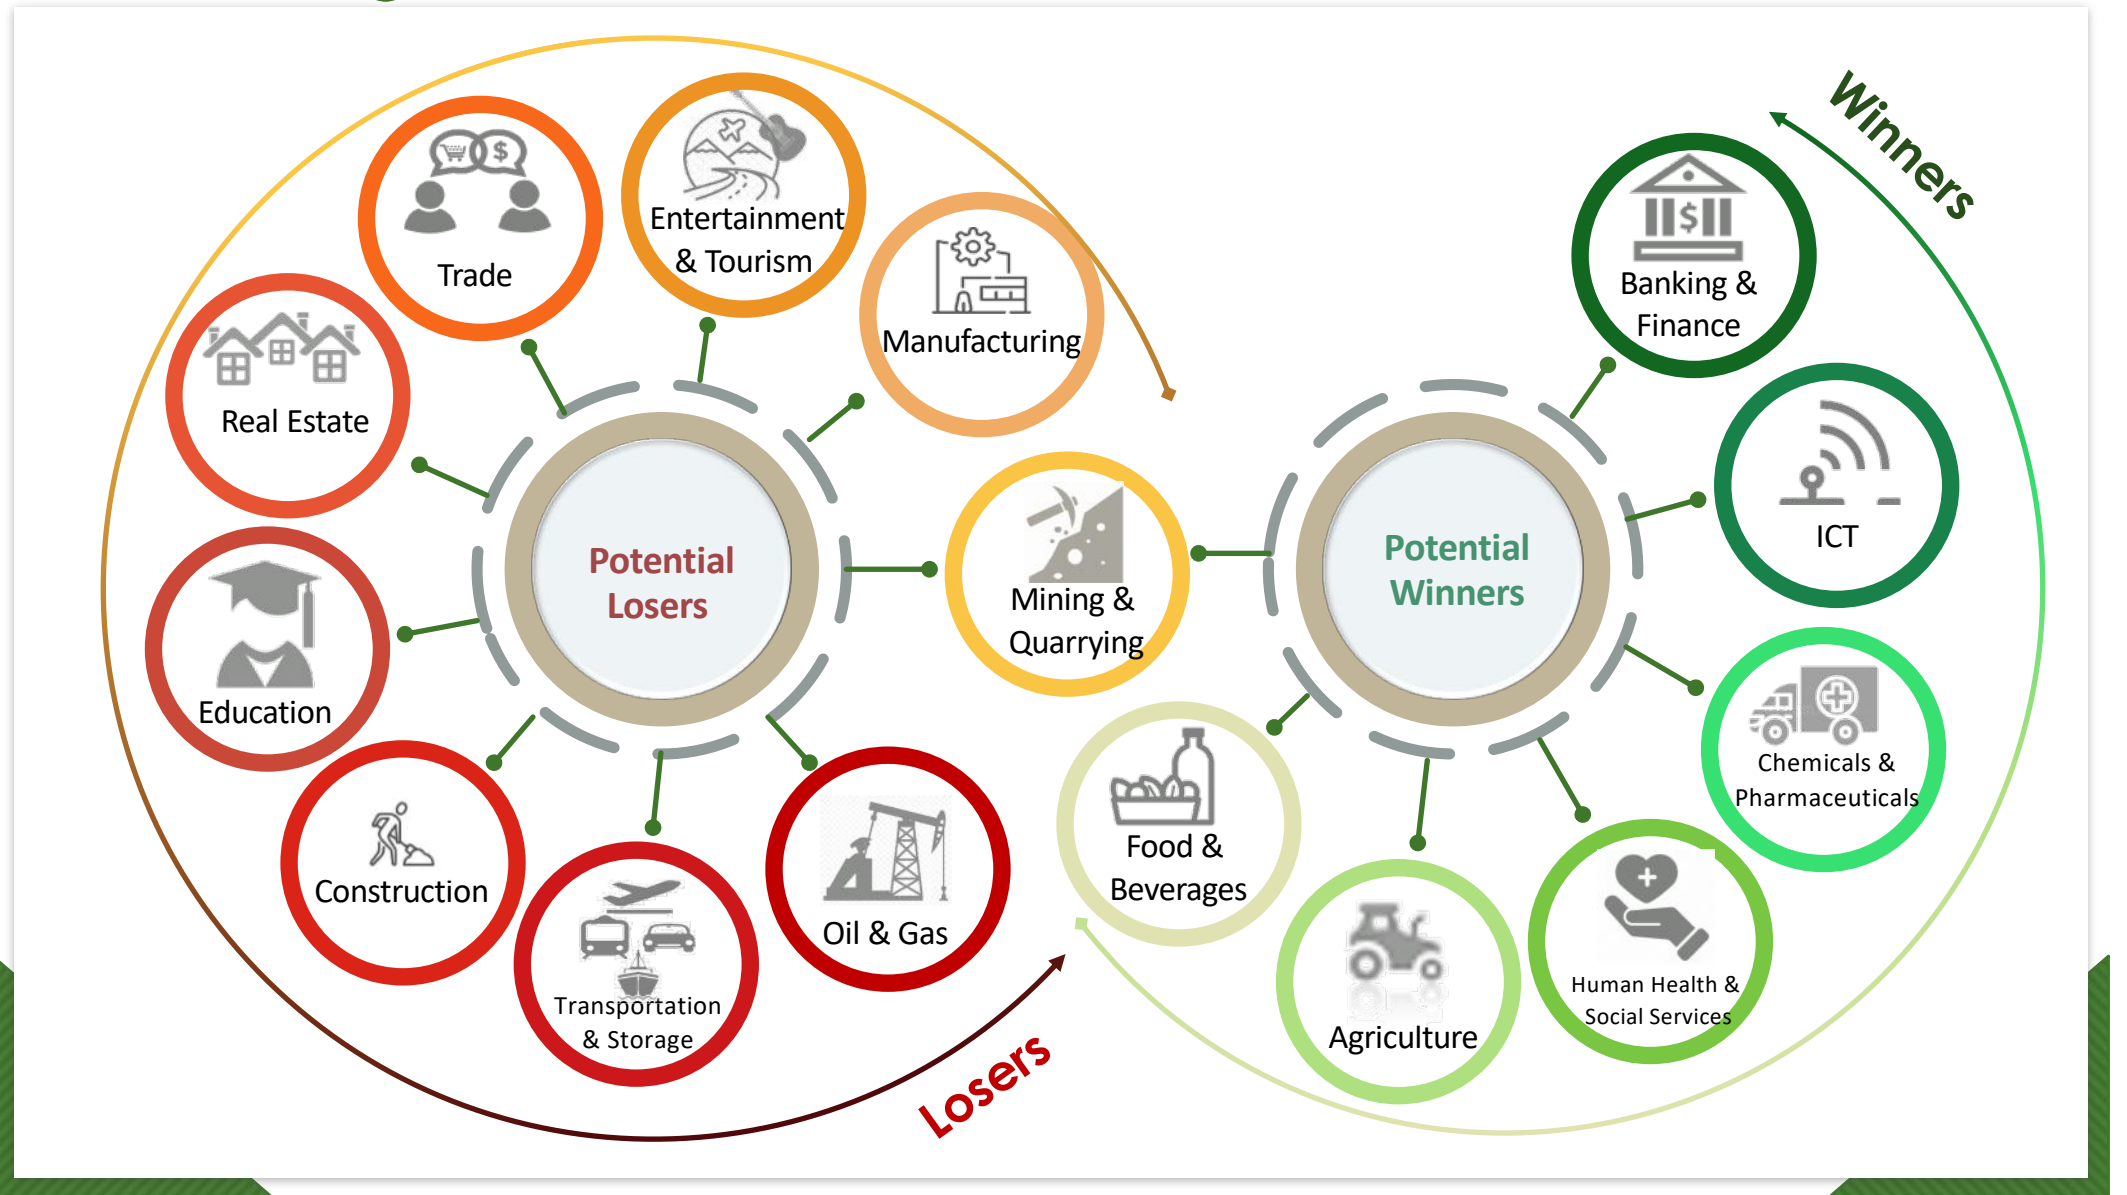 Winners
Entertainment
& Tourism
Trade
Manufacturing
Banking &
Finance
Real Estate
ICT
Potential
Losers
Potential
Winners
Mining &
Quarrying
Education
Chemicals &
Pharmaceuticals
Construction
Food &
Beverages
Oil & Gas
Transportation
& Storage
Agriculture
Human Health &
Social Services
Losers